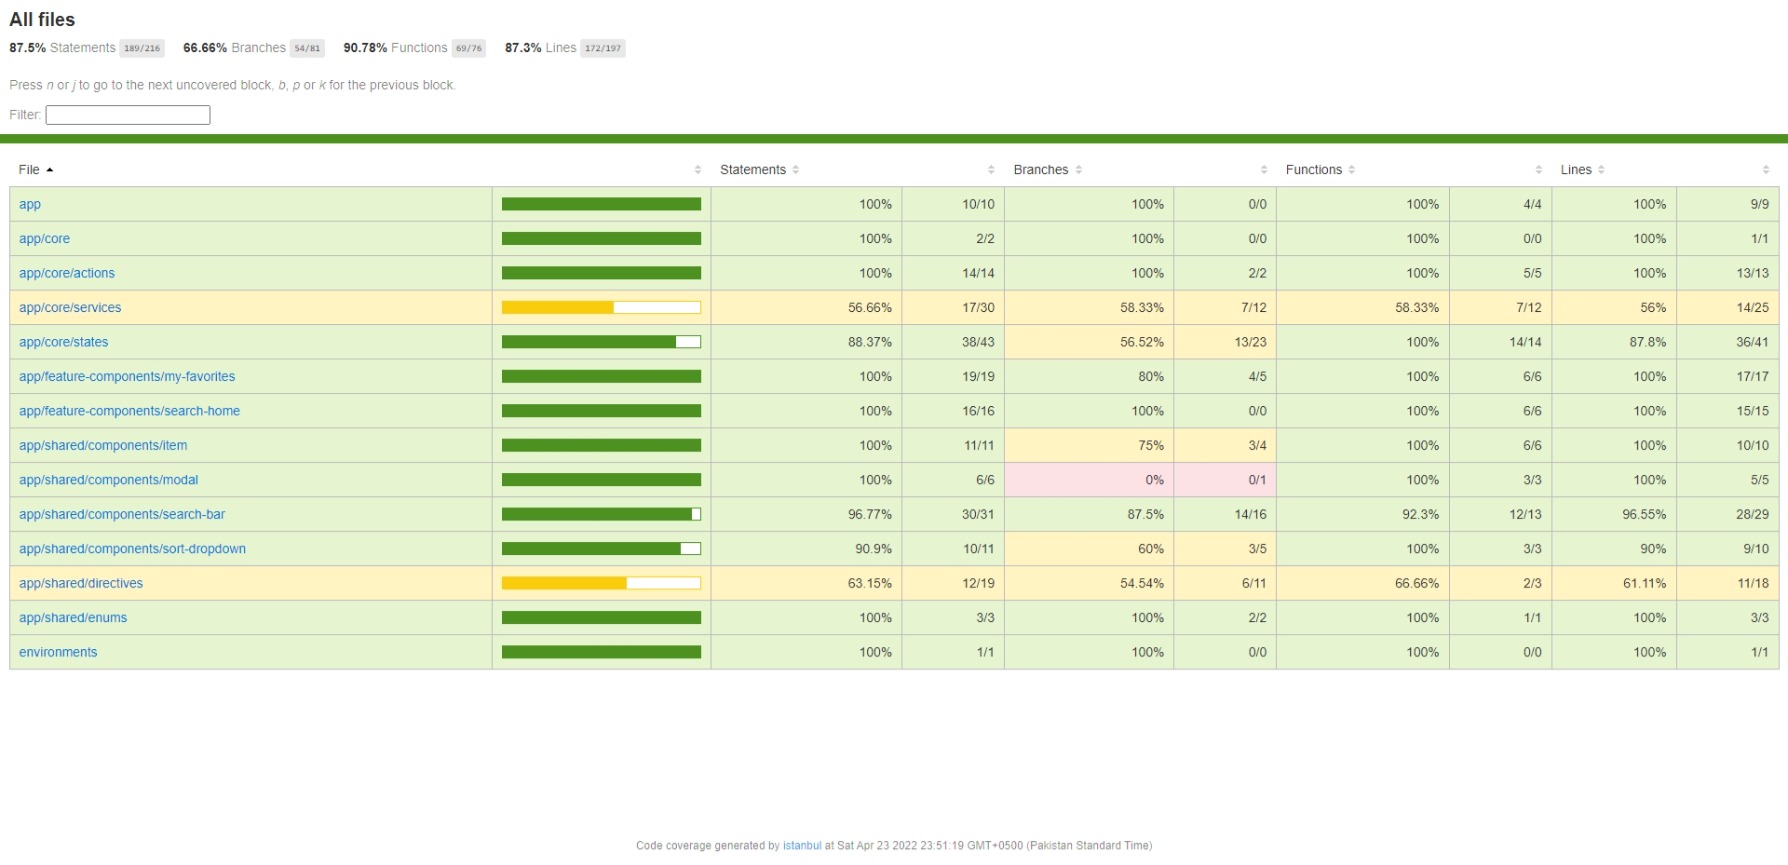 All files
87.5% Statements 189/216 66.66% Branches 54/81 90.78% Functions 69/76 87.3% Lines 172/197
Press n or j to go to the next uncovered block, b, p or k for the previous block.
Filter:
File Statements Branches Functions Lines
app 100% 10/10 100% 0/0 100% 4/4 100% 9/9
app/core 100% 2/2 100% 0/0 100% 0/0 100% 1/1
app/core/actions 100% 14/14 100% 2/2 100% 5/5 100% 13/13
app/core/services 56.66% 17/30 58.33% 7/12 58.33% 7/12 56% 14/25
app/core/states 88.37% 38/43 56.52% 13/23 100% 14/14 87.8% 36/41
app/feature-components/my-favorites 100% 19/19 80% 4/5 100% 6/6 100% 17/17
app/feature-components/search-home 100% 16/16 100% 0/0 100% 6/6 100% 15/15
app/shared/components/item 100% 11/11 75% 3/4 100% 6/6 100% 10/10
app/shared/components/modal 100% 6/6 0% 0/1 100% 3/3 100% 5/5
app/shared/components/search-bar 96.77% 30/31 87.5% 14/16 92.3% 12/13 96.55% 28/29
app/shared/components/sort-dropdown 90.9% 10/11 60% 3/5 100% 3/3 90% 9/10
app/shared/directives 63.15% 12/19 54.54% 6/11 66.66% 2/3 61.11% 11/18
app/shared/enums 100% 3/3 100% 2/2 100% 1/1 100% 3/3
environments 100% 1/1 100% 0/0 100% 0/0 100% 1/1
Code coverage generated by istanbul at Sat Apr 23 2022 23:51:19 GMT+0500 (Pakistan Standard Time)